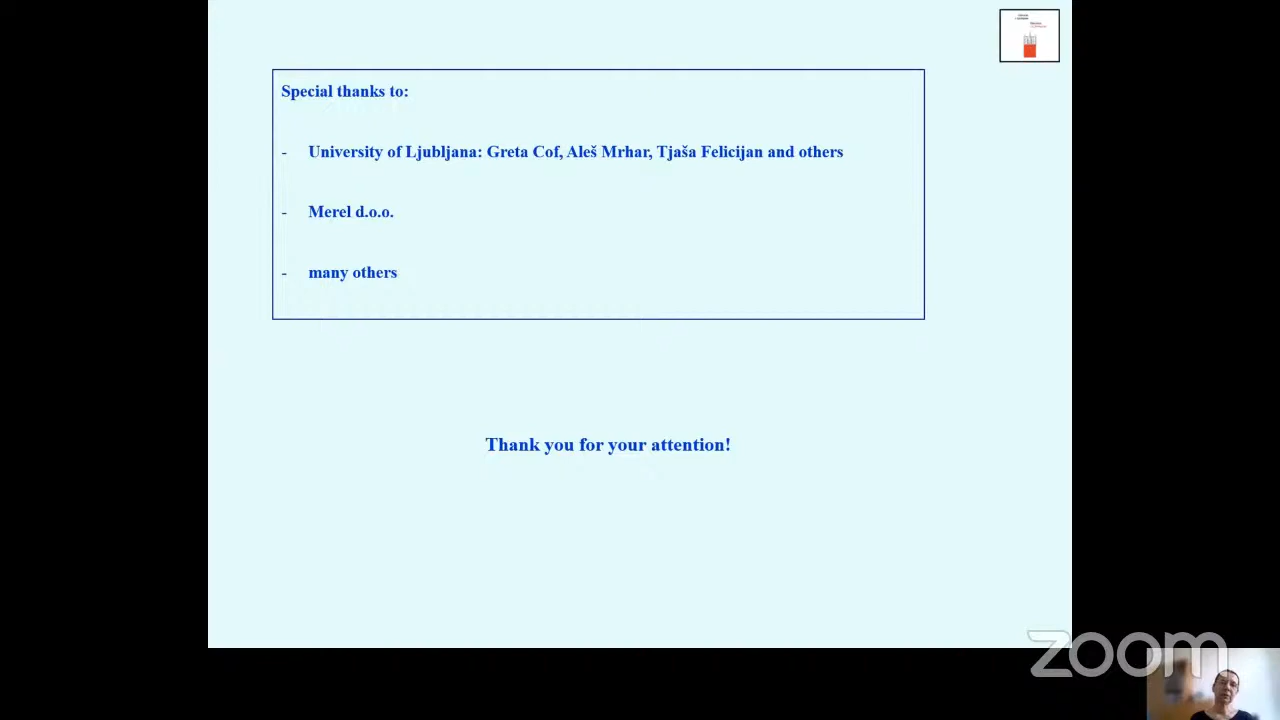 Special thanks to:
- University of Ljubljana: Greta Cof, Aleš Mrhar, Tjaša Felicijan and others
- Merel d.o.o.
- many others
Thank you for your attention!
zoom